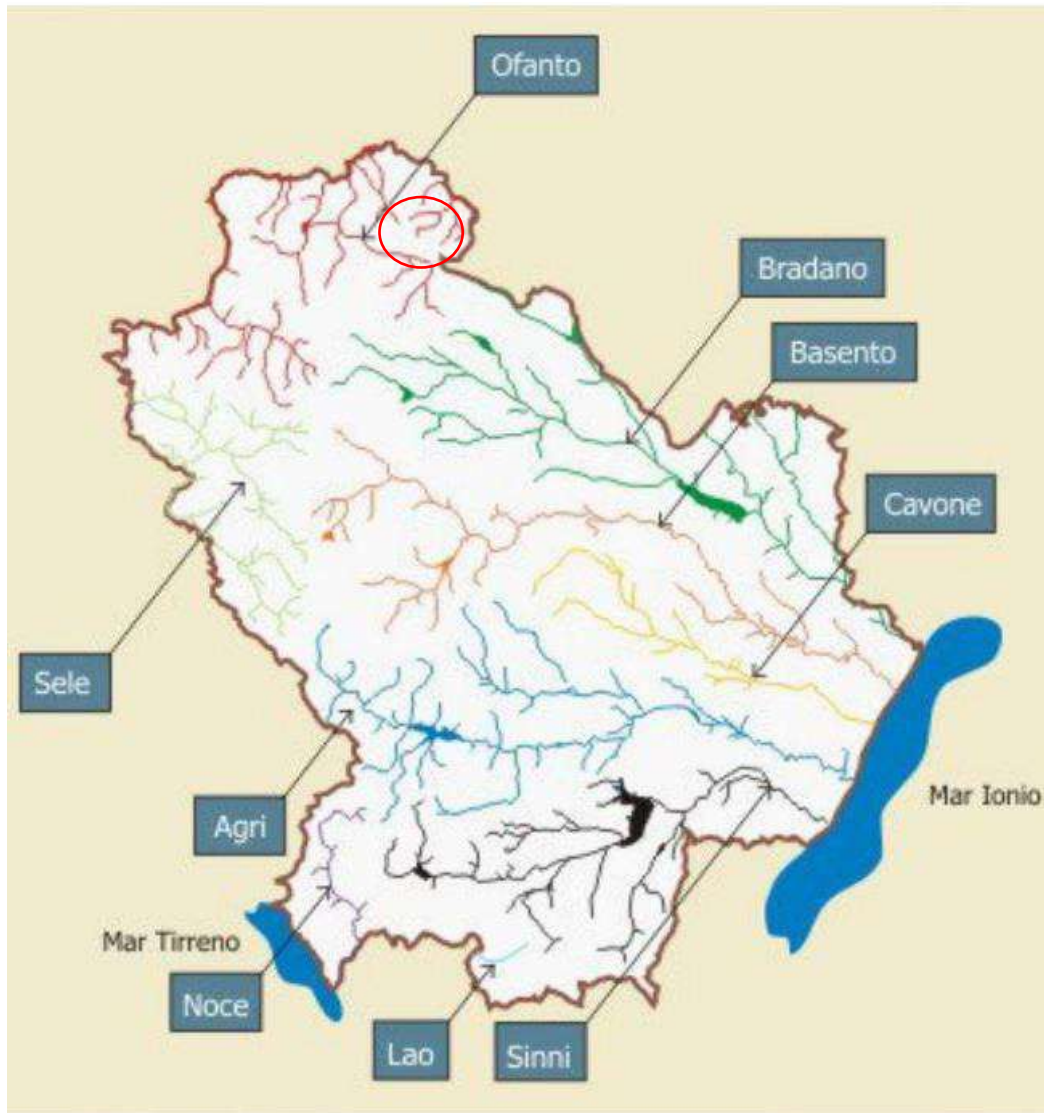 Ofanto
Bradano
Basento
Cavone
Sele
Mar Ionio
Agri
Mar Tirreno
Noce
Lao
Sinni